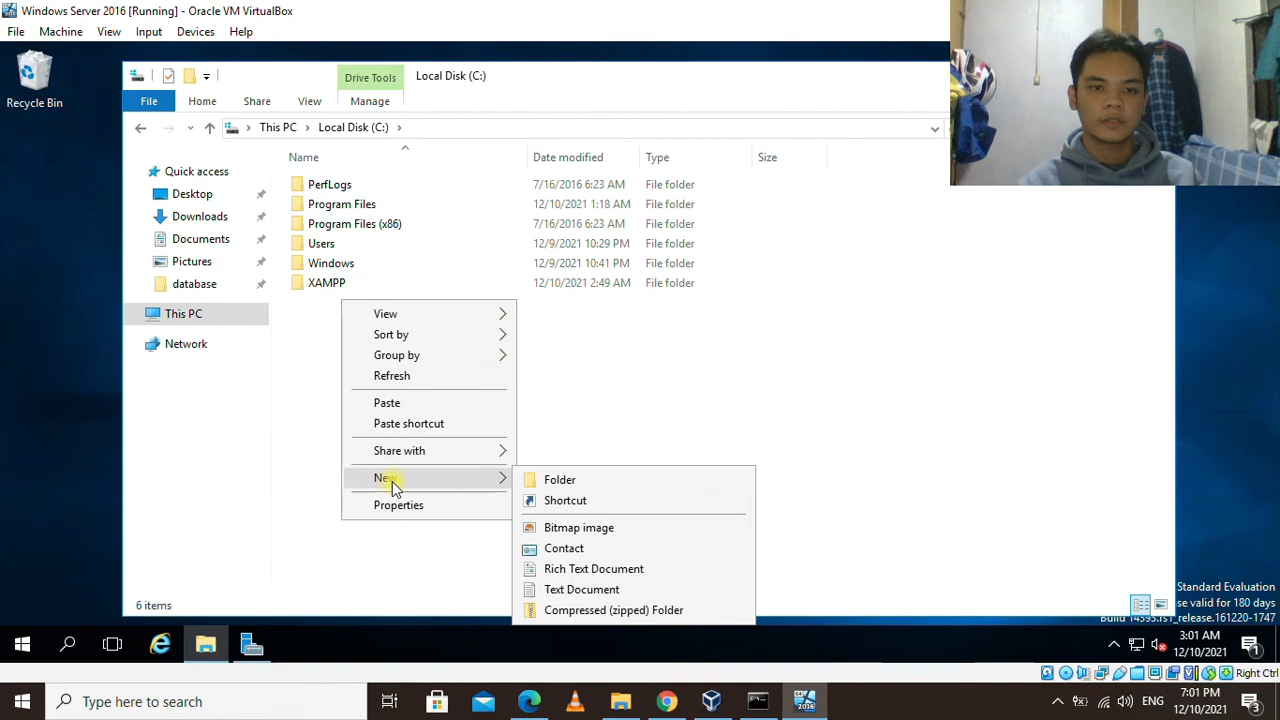 Windows Server 2016 [Running] - Oracle VM VirtualBox
File Machine View Input Devices Help
Recycle Bin
Drive Tools Local Disk (C:)
File Home Share View Manage
This PC Local Disk (C:)
Name Date modified Type Size
Quick access
Desktop
Downloads
Documents
Pictures
database
This PC
Network
PerfLogs 7/16/2016 6:23 AM File folder
Program Files 12/10/2021 1:18 AM File folder
Program Files (x86) 7/16/2016 6:23 AM File folder
Users 12/9/2021 10:29 PM File folder
Windows 12/9/2021 10:41 PM File folder
XAMPP 12/10/2021 2:49 AM File folder
View
Sort by
Group by
Refresh
Paste
Paste shortcut
Share with
New
Properties
Folder
Shortcut
Bitmap image
Contact
Rich Text Document
Text Document
Compressed (zipped) Folder
6 items
Standard Evaluation
se valid for 180 days
Build 14393.rs1_release.161220-1747
3:01 AM
12/10/2021
1
Right Ctrl
2016
Type here to search
ENG
7:01 PM
12/10/2021
3